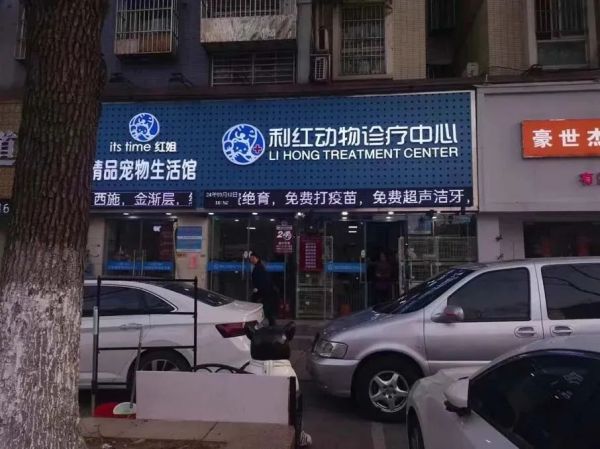 its time 红姐
精品宠物生活馆
利红动物诊疗中心
LI HONG TREATMENT CENTER
西施，金渐层，
绝育，免费打疫苗，免费超声洁牙，
豪世杰